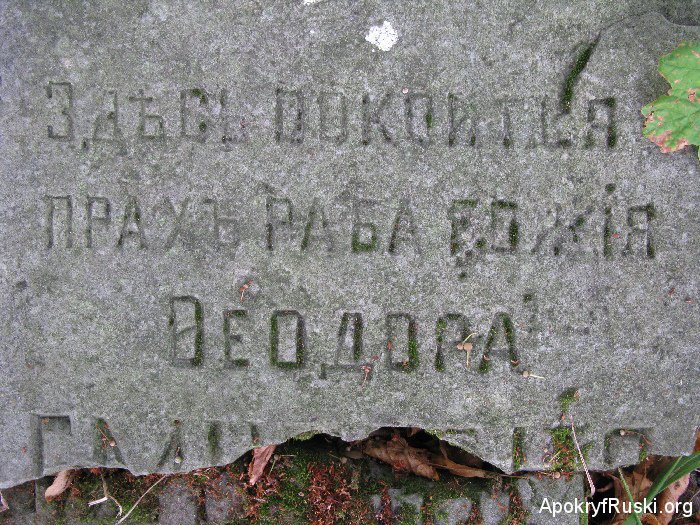 ЗДѢСЬ ПОКОИТСЯ
ПРАХЪ РАБА БОЖІЯ
ѲЕОДОРА
ApokryfRuski.org